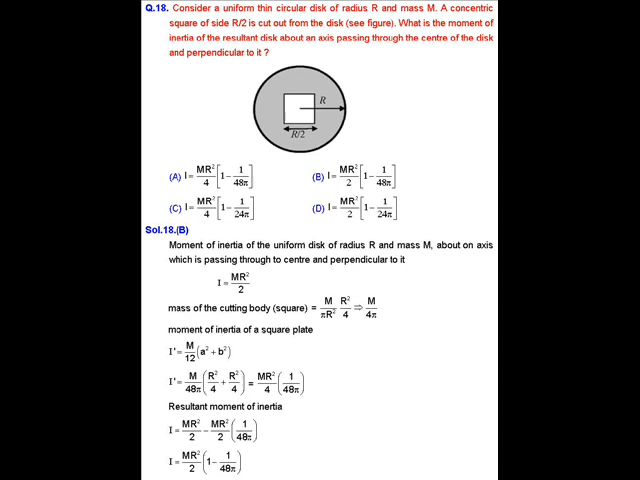 Q.18. Consider a uniform thin circular disk of radius R and mass M. A concentric
square of side R/2 is cut out from the disk (see figure). What is the moment of
inertia of the resultant disk about an axis passing through the centre of the disk
and perpendicular to it ?
R
R/2
(A) I = MR²/4 [1 − 1/48π] (B) I = MR²/2 [1 − 1/48π]
(C) I = MR²/4 [1 − 1/24π] (D) I = MR²/2 [1 − 1/24π]
Sol.18.(B)
Moment of inertia of the uniform disk of radius R and mass M, about on axis
which is passing through to centre and perpendicular to it
I = MR²/2
mass of the cutting body (square) = M/πR² R²/4 ⇒ M/4π
moment of inertia of a square plate
I' = M/12 (a² + b²)
I' = M/48π (R²/4 + R²/4) = MR²/4 (1/48π)
Resultant moment of inertia
I = MR²/2 − MR²/2 (1/48π)
I = MR²/2 (1 − 1/48π)